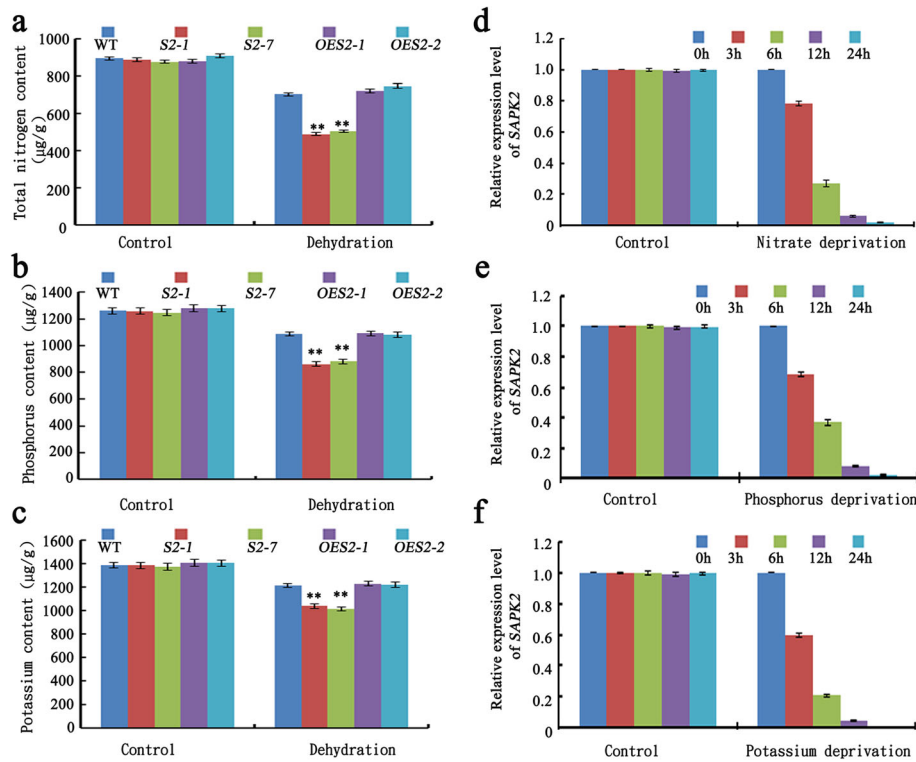 a
WT S2-1 S2-7 OES2-1 OES2-2
Total nitrogen content
(μg/g)
1000
800
600
400
200
0
** **
Control Dehydration
b
WT S2-1 S2-7 OES2-1 OES2-2
Phosphorus content (μg/g)
1400
1200
1000
800
600
400
200
0
** **
Control Dehydration
c
WT S2-1 S2-7 OES2-1 OES2-2
Potassium content (μg/g)
1600
1400
1200
1000
800
600
400
200
0
** **
Control Dehydration
d
0h 3h 6h 12h 24h
Relative expression level
of SAPK2
1.2
1.0
0.8
0.6
0.4
0.2
0
Control Nitrate deprivation
e
0h 3h 6h 12h 24h
Relative expression level
of SAPK2
1.2
1.0
0.8
0.6
0.4
0.2
0
Control Phosphorus deprivation
f
0h 3h 6h 12h 24h
Relative expression level
of SAPK2
1.2
1.0
0.8
0.6
0.4
0.2
0
Control Potassium deprivation